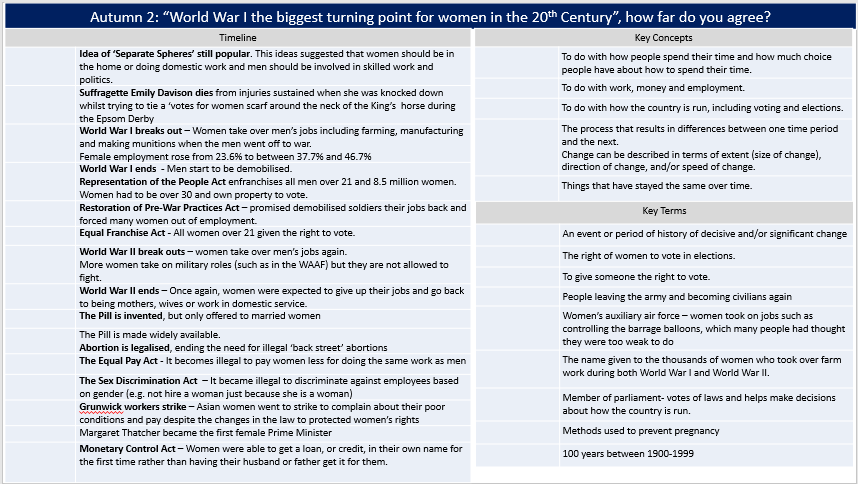 Autumn 2: “World War I the biggest turning point for women in the 20th Century”, how far do you agree?
Timeline
Idea of ‘Separate Spheres’ still popular. This ideas suggested that women should be in
the home or doing domestic work and men should be involved in skilled work and
politics.
Suffragette Emily Davison dies from injuries sustained when she was knocked down
whilst trying to tie a ‘votes for women scarf around the neck of the King’s horse during
the Epsom Derby
World War I breaks out – Women take over men’s jobs including farming, manufacturing
and making munitions when the men went off to war.
Female employment rose from 23.6% to between 37.7% and 46.7%
World War I ends - Men start to be demobilised.
Representation of the People Act enfranchises all men over 21 and 8.5 million women.
Women had to be over 30 and own property to vote.
Restoration of Pre-War Practices Act – promised demobilised soldiers their jobs back and
forced many women out of employment.
Equal Franchise Act - All women over 21 given the right to vote.
World War II break outs – women take over men’s jobs again.
More women take on military roles (such as in the WAAF) but they are not allowed to
fight.
World War II ends – Once again, women were expected to give up their jobs and go back
to being mothers, wives or work in domestic service.
The Pill is invented, but only offered to married women
The Pill is made widely available.
Abortion is legalised, ending the need for illegal ‘back street’ abortions
The Equal Pay Act - It becomes illegal to pay women less for doing the same work as men
The Sex Discrimination Act – It became illegal to discriminate against employees based
on gender (e.g. not hire a woman just because she is a woman)
Grunwick workers strike – Asian women went to strike to complain about their poor
conditions and pay despite the changes in the law to protected women’s rights
Margaret Thatcher became the first female Prime Minister
Monetary Control Act – Women were able to get a loan, or credit, in their own name for
the first time rather than having their husband or father get it for them.
Key Concepts
To do with how people spend their time and how much choice
people have about how to spend their time.
To do with work, money and employment.
To do with how the country is run, including voting and elections.
The process that results in differences between one time period
and the next.
Change can be described in terms of extent (size of change),
direction of change, and/or speed of change.
Things that have stayed the same over time.
Key Terms
An event or period of history of decisive and/or significant change
The right of women to vote in elections.
To give someone the right to vote.
People leaving the army and becoming civilians again
Women’s auxiliary air force – women took on jobs such as
controlling the barrage balloons, which many people had thought
they were too weak to do
The name given to the thousands of women who took over farm
work during both World War I and World War II.
Member of parliament- votes of laws and helps make decisions
about how the country is run.
Methods used to prevent pregnancy
100 years between 1900-1999